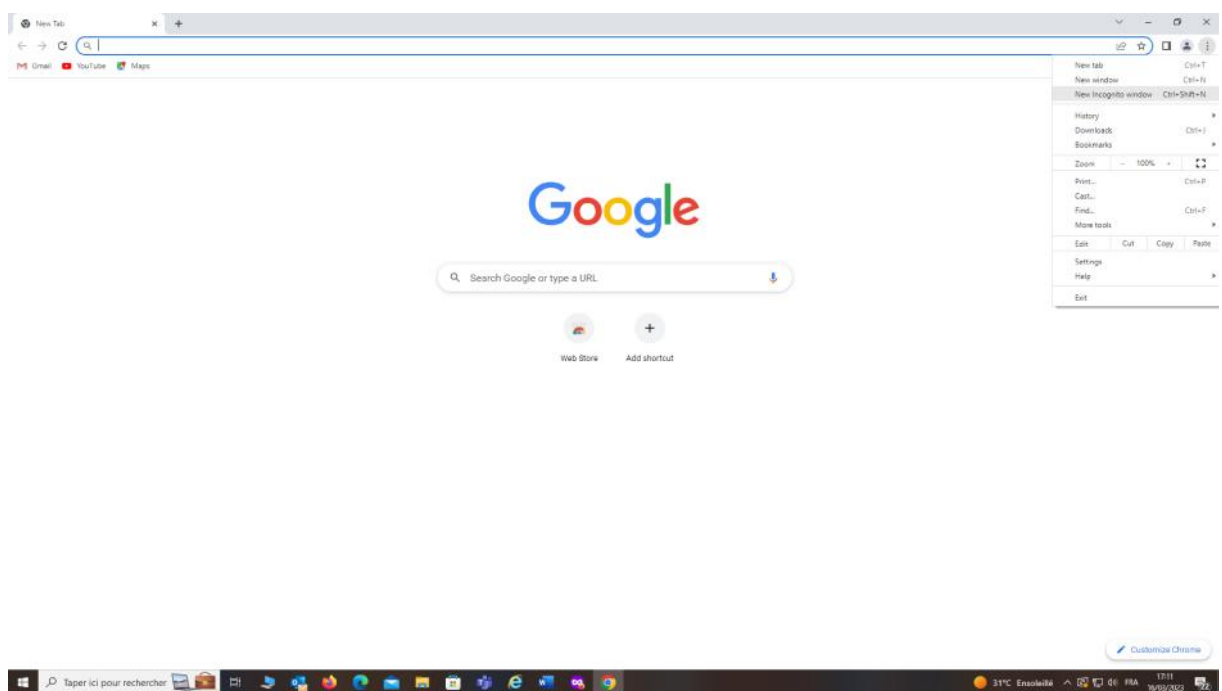 New Tab
Gmail YouTube Maps
New tab Ctrl+T
New window Ctrl+N
New Incognito window Ctrl+Shift+N
History
Downloads Ctrl+J
Bookmarks
Zoom - 100% +
Print... Ctrl+P
Cast...
Find... Ctrl+F
More tools
Edit Cut Copy Paste
Settings
Help
Exit
Google
Search Google or type a URL
Web Store Add shortcut
Customize Chrome
Taper ici pour rechercher
31°C Ensoleillé FRA
17:11
16/03/2023